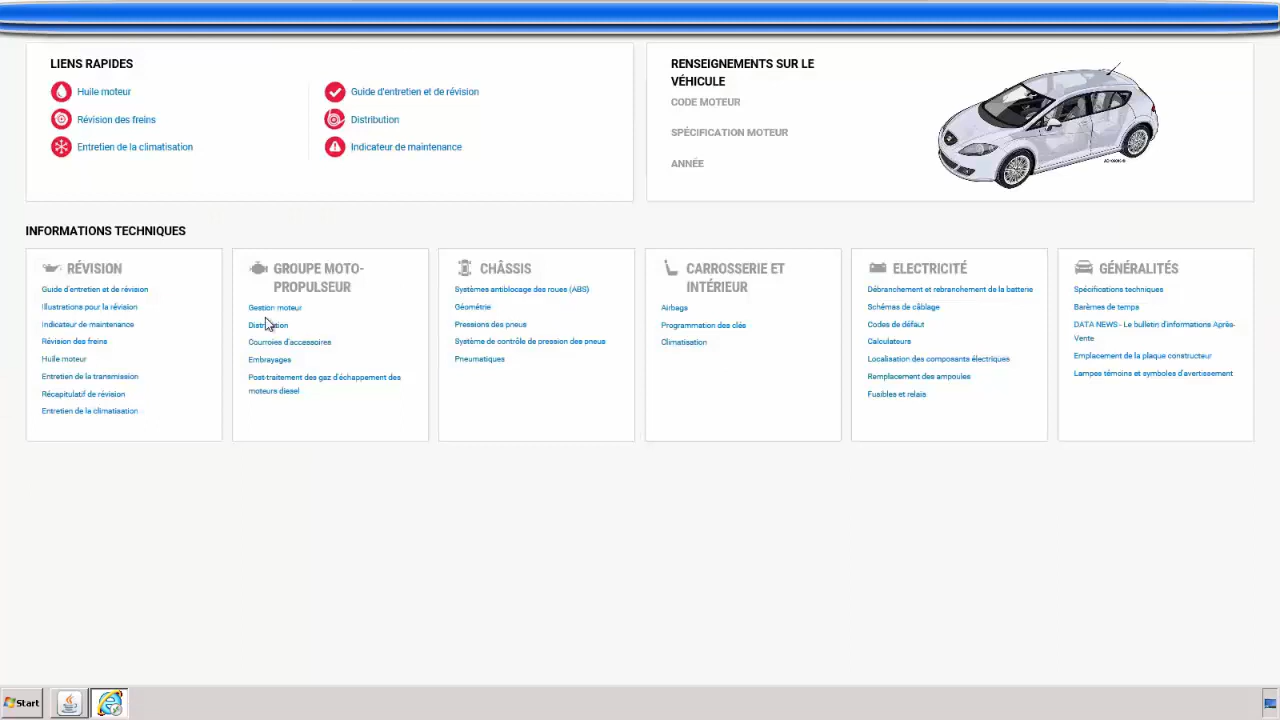 LIENS RAPIDES
Huile moteur
Révision des freins
Entretien de la climatisation
Guide d'entretien et de révision
Distribution
Indicateur de maintenance
RENSEIGNEMENTS SUR LE
VÉHICULE
CODE MOTEUR
SPÉCIFICATION MOTEUR
ANNÉE
INFORMATIONS TECHNIQUES
RÉVISION
Guide d'entretien et de révision
Illustrations pour la révision
Indicateur de maintenance
Révision des freins
Huile moteur
Entretien de la transmission
Récapitulatif de révision
Entretien de la climatisation
GROUPE MOTO-
PROPULSEUR
Gestion moteur
Distribution
Courroies d'accessoires
Embrayages
Post-traitement des gaz d'échappement des
moteurs diesel
CHÂSSIS
Systèmes antiblocage des roues (ABS)
Géométrie
Pressions des pneus
Système de contrôle de pression des pneus
Pneumatiques
CARROSSERIE ET
INTÉRIEUR
Airbags
Programmation des clés
Climatisation
ELECTRICITÉ
Débranchement et rebranchement de la batterie
Schémas de câblage
Codes de défaut
Calculateurs
Localisation des composants électriques
Remplacement des ampoules
Fusibles et relais
GÉNÉRALITÉS
Spécifications techniques
Barèmes de temps
DATA NEWS - Le bulletin d'informations Après-
Vente
Emplacement de la plaque constructeur
Lampes témoins et symboles d'avertissement
Start